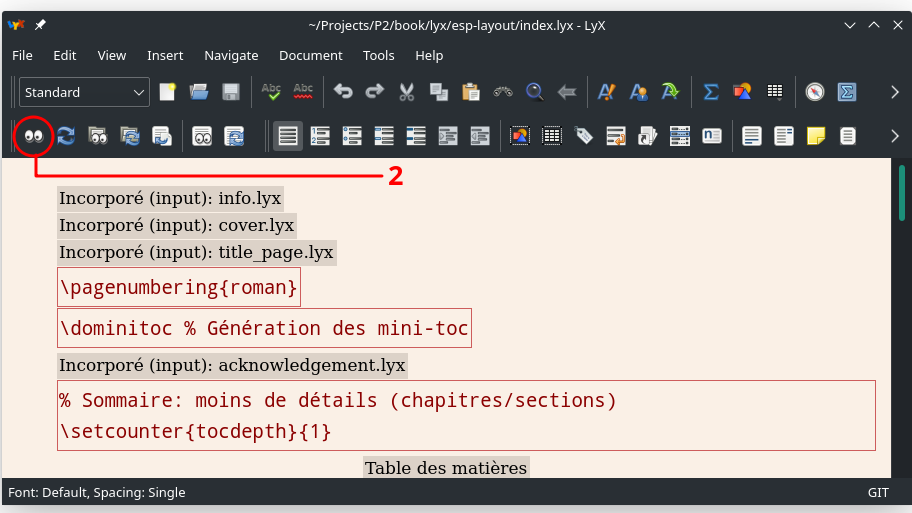 ~/Projects/P2/book/lyx/esp-layout/index.lyx - LyX
File Edit View Insert Navigate Document Tools Help
Standard
Abc Abc
2
Incorporé (input): info.lyx
Incorporé (input): cover.lyx
Incorporé (input): title_page.lyx
\pagenumbering{roman}
\dominitoc % Génération des mini-toc
Incorporé (input): acknowledgement.lyx
% Sommaire: moins de détails (chapitres/sections)
\setcounter{tocdepth}{1}
Table des matières
Font: Default, Spacing: Single GIT